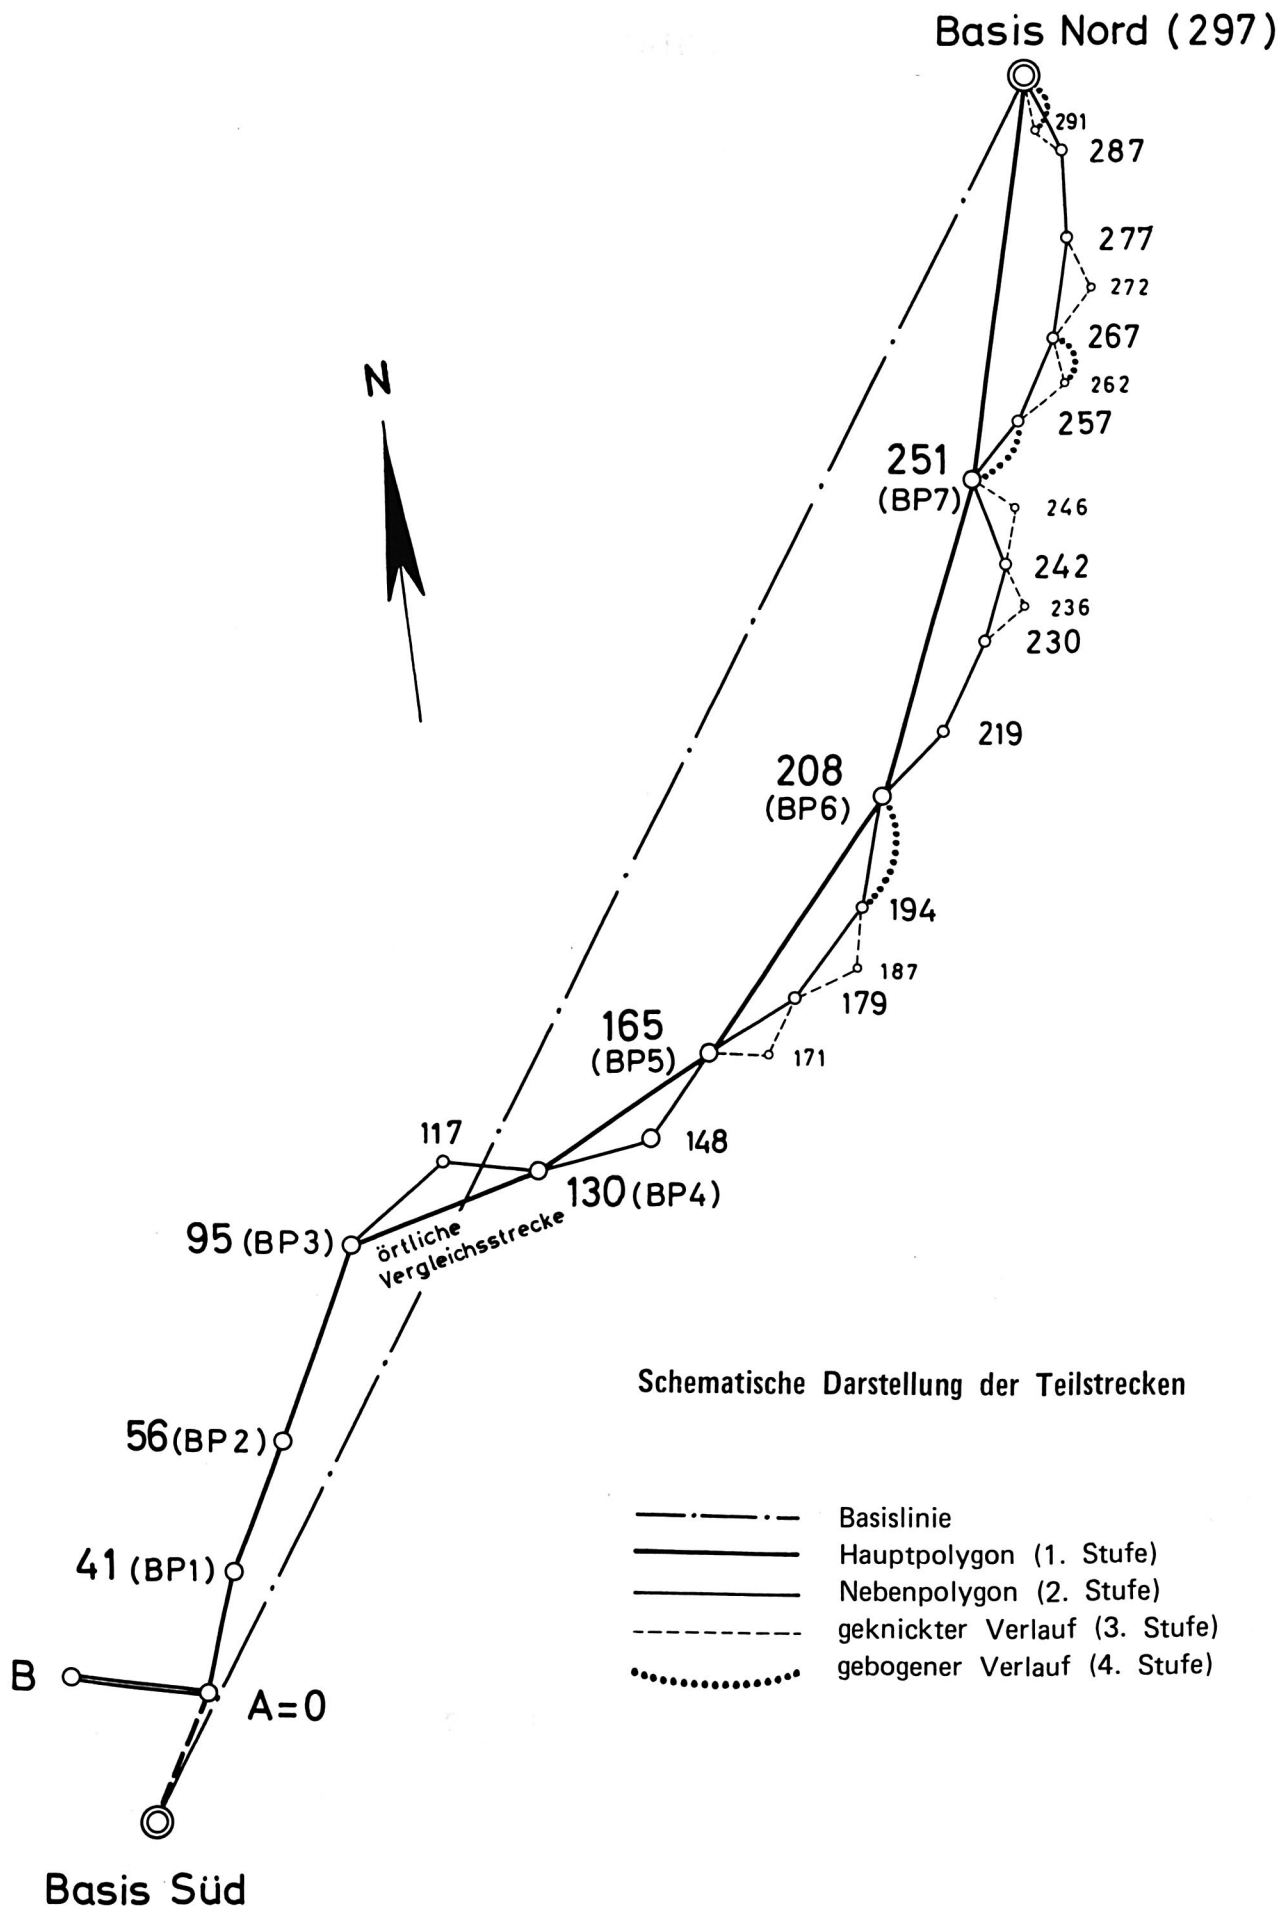 Basis Nord (297)
291
287
277
272
N
267
262
257
251
(BP7)
246
242
236
230
219
208
(BP6)
194
187
179
165
(BP5)
171
117
148
130 (BP4)
95 (BP3)
örtliche
Vergleichsstrecke
Schematische Darstellung der Teilstrecken
56 (BP2)
Basislinie
Hauptpolygon (1. Stufe)
41 (BP1)
Nebenpolygon (2. Stufe)
geknickter Verlauf (3. Stufe)
gebogener Verlauf (4. Stufe)
B
A=0
Basis Süd